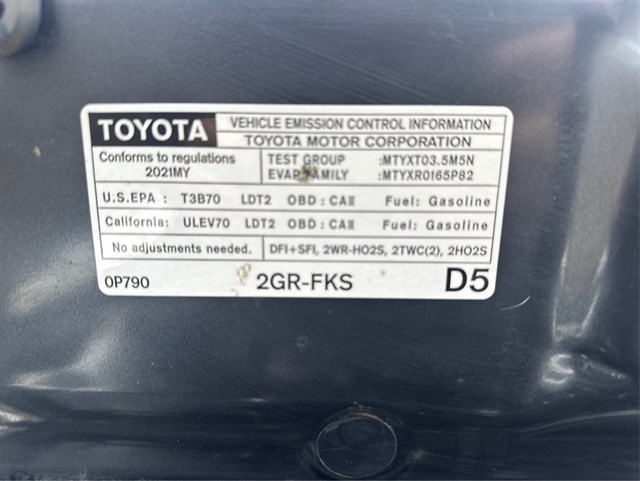 TOYOTA
VEHICLE EMISSION CONTROL INFORMATION
TOYOTA MOTOR CORPORATION
Conforms to regulations
2021MY
TEST GROUP :MTYXT03.5M5N
EVAP FAMILY :MTYXR0165P82
U.S.EPA : T3B70 LDT2 OBD : CAII Fuel: Gasoline
California: ULEV70 LDT2 OBD : CAII Fuel: Gasoline
No adjustments needed. DFI+SFI, 2WR-HO2S, 2TWC(2), 2HO2S
0P790 2GR-FKS D5